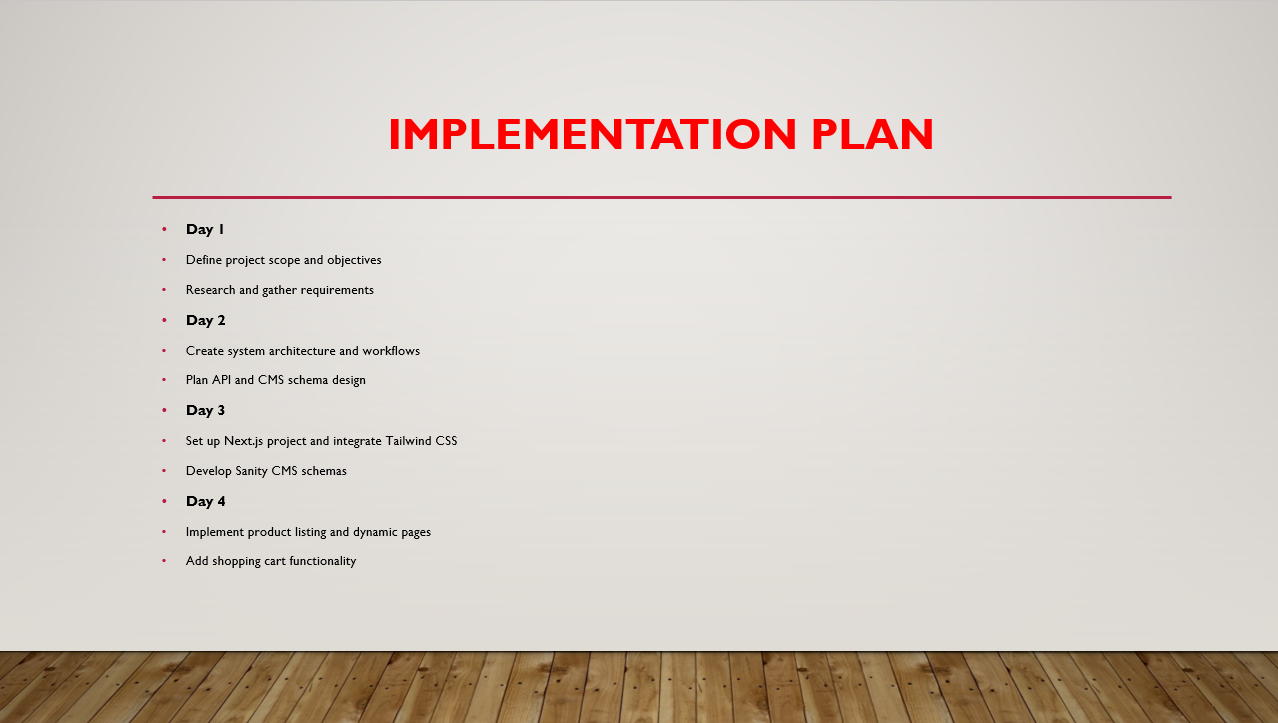 IMPLEMENTATION PLAN
• Day 1
• Define project scope and objectives
• Research and gather requirements
• Day 2
• Create system architecture and workflows
• Plan API and CMS schema design
• Day 3
• Set up Next.js project and integrate Tailwind CSS
• Develop Sanity CMS schemas
• Day 4
• Implement product listing and dynamic pages
• Add shopping cart functionality